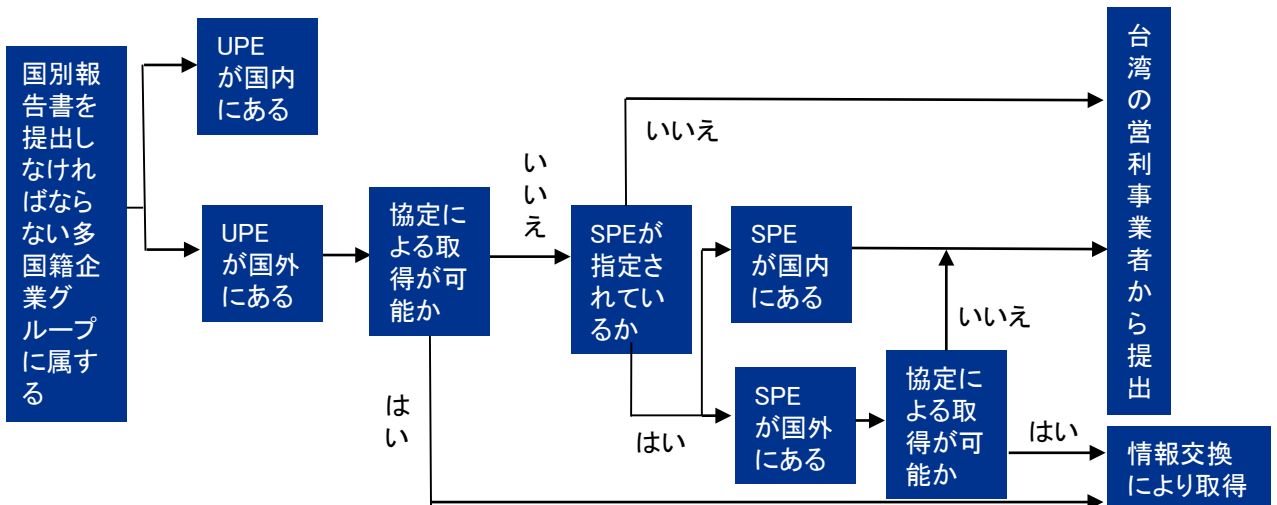 国別報
告書を
提出し
なけれ
ばなら
ない多
国籍企
業グ
ループ
に属す
る
UPE
が国内
にある
UPE
が国外
にある
協定に
よる取
得が可
能か
いいえ
はい
SPEが
指定さ
れてい
るか
いいえ
はい
SPE
が国内
にある
SPE
が国外
にある
協定に
よる取
得が可
能か
いいえ
はい
台湾の営利事業者から提出
情報交換
により取得